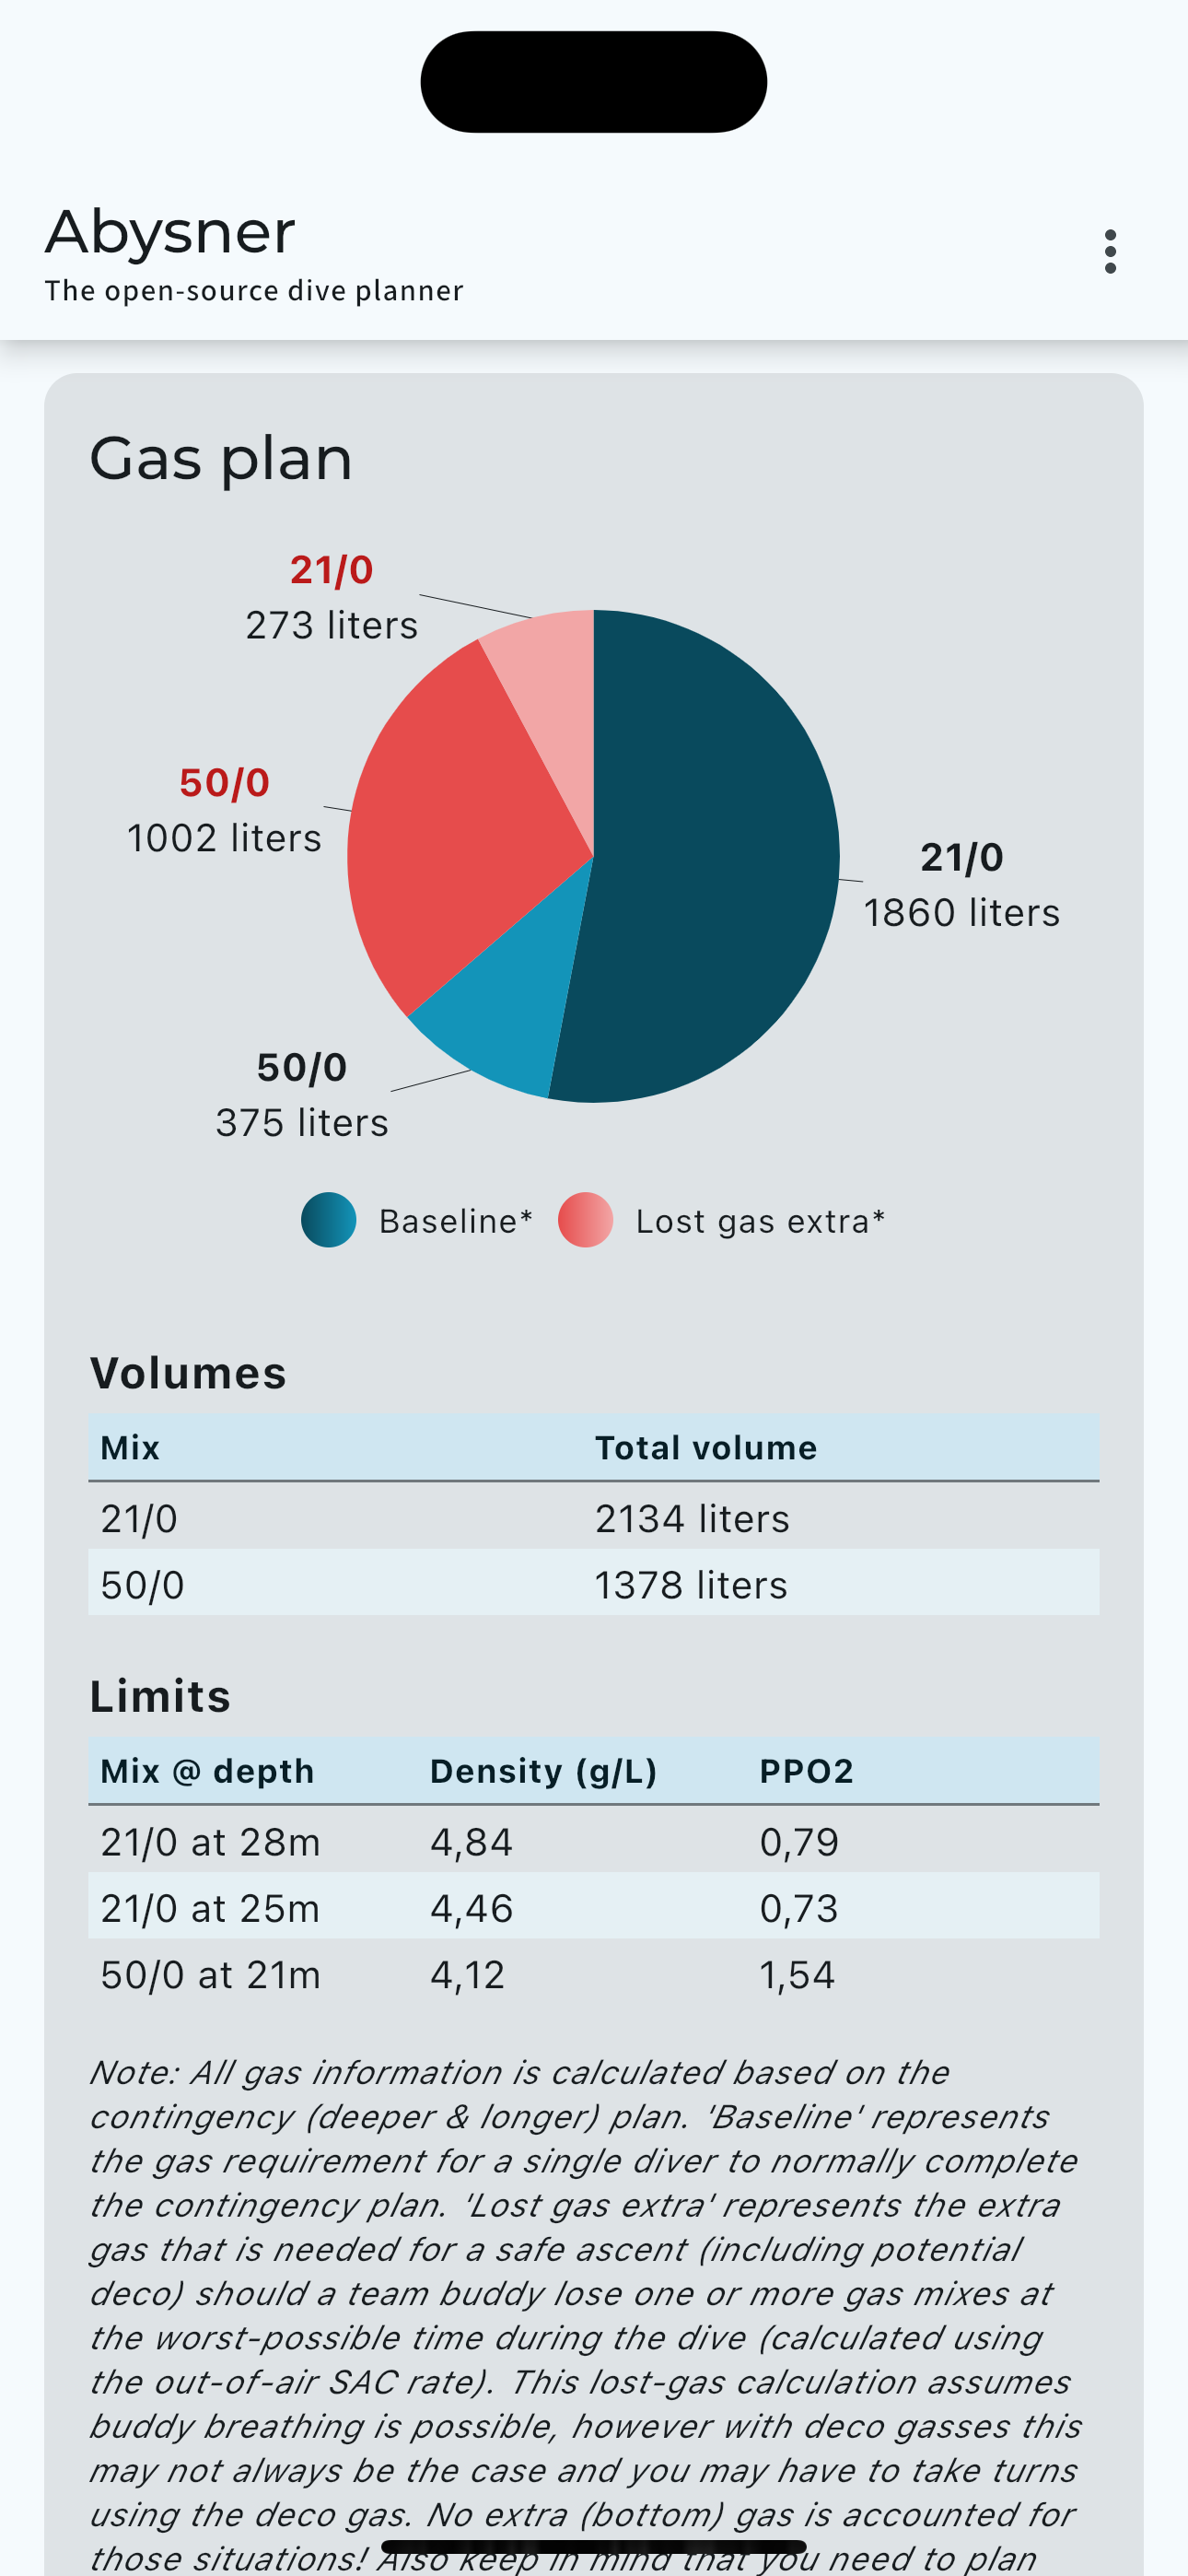 Abysner
The open-source dive planner
Gas plan
21/0
273 liters
50/0
1002 liters
21/0
1860 liters
50/0
375 liters
Baseline* Lost gas extra*
Volumes
Mix Total volume
21/0 2134 liters
50/0 1378 liters
Limits
Mix @ depth Density (g/L) PPO2
21/0 at 28m 4,84 0,79
21/0 at 25m 4,46 0,73
50/0 at 21m 4,12 1,54
Note: All gas information is calculated based on the
contingency (deeper & longer) plan. 'Baseline' represents
the gas requirement for a single diver to normally complete
the contingency plan. 'Lost gas extra' represents the extra
gas that is needed for a safe ascent (including potential
deco) should a team buddy lose one or more gas mixes at
the worst-possible time during the dive (calculated using
the out-of-air SAC rate). This lost-gas calculation assumes
buddy breathing is possible, however with deco gasses this
may not always be the case and you may have to take turns
using the deco gas. No extra (bottom) gas is accounted for
those situations! Also keep in mind that you need to plan